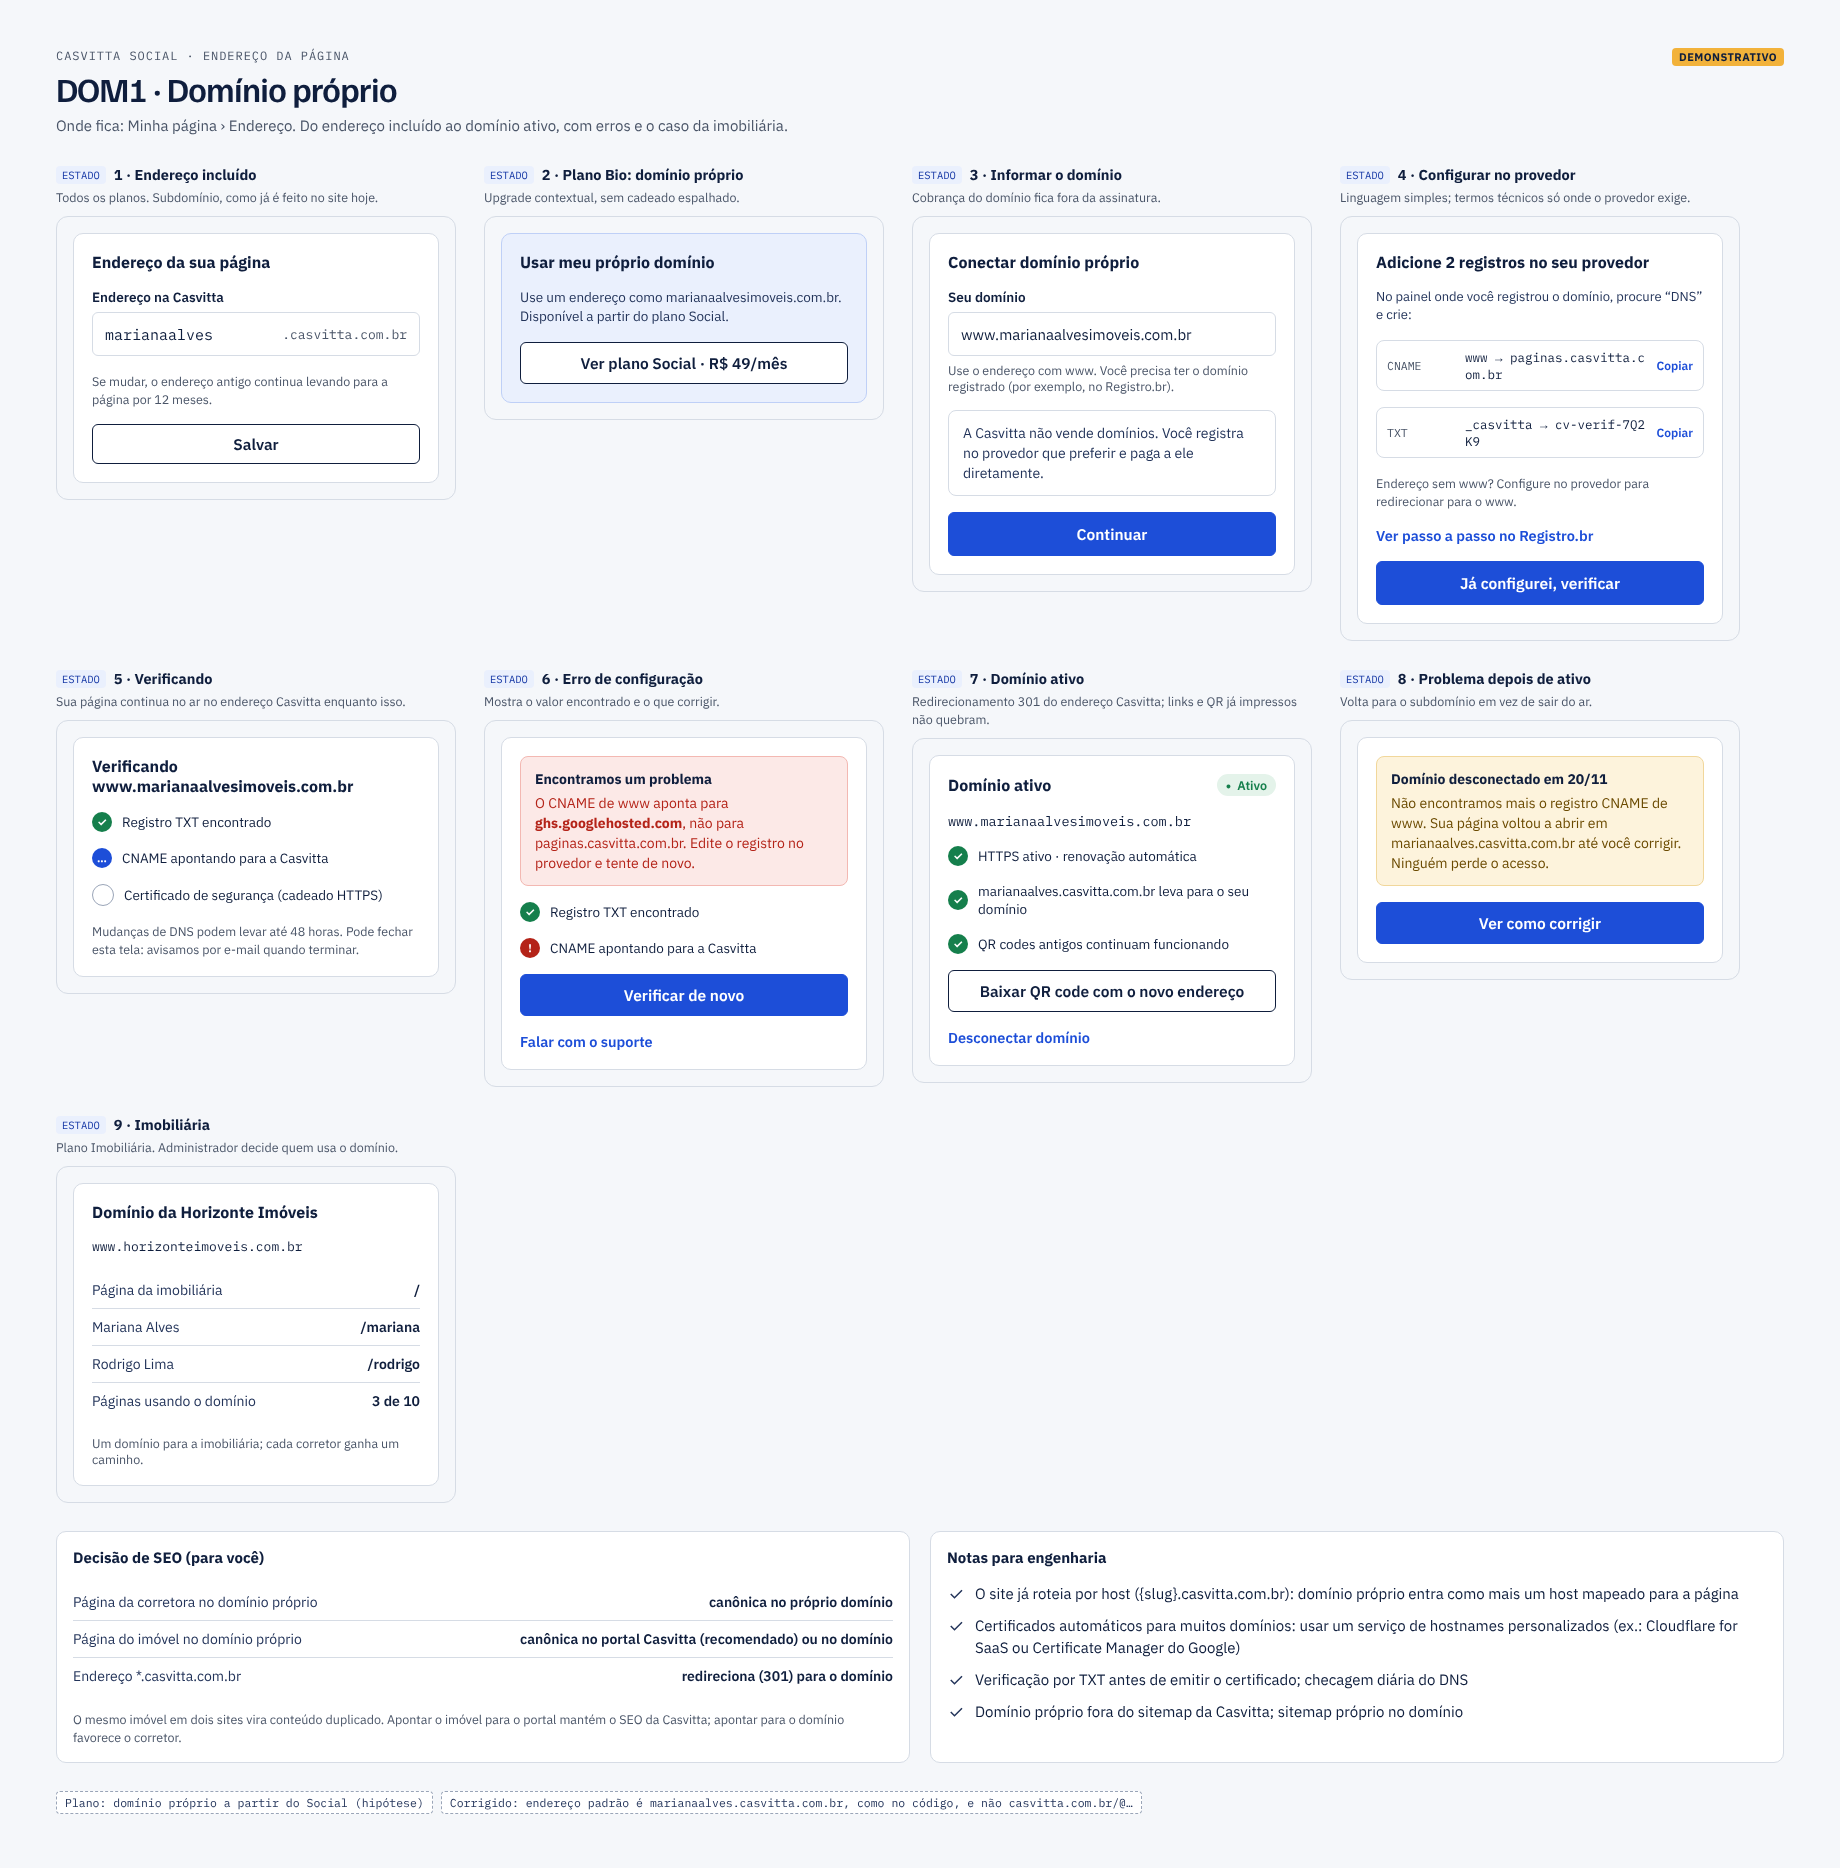 CASVITTA SOCIAL · ENDEREÇO DA PÁGINA
DEMONSTRATIVO
DOM1 · Domínio próprio
Onde fica: Minha página › Endereço. Do endereço incluído ao domínio ativo, com erros e o caso da imobiliária.
ESTADO 1 · Endereço incluído
Todos os planos. Subdomínio, como já é feito no site hoje.
Endereço da sua página
Endereço na Casvitta
marianaalves .casvitta.com.br
Se mudar, o endereço antigo continua levando para a
página por 12 meses.
Salvar
ESTADO 2 · Plano Bio: domínio próprio
Upgrade contextual, sem cadeado espalhado.
Usar meu próprio domínio
Use um endereço como marianaalvesimoveis.com.br.
Disponível a partir do plano Social.
Ver plano Social · R$ 49/mês
ESTADO 3 · Informar o domínio
Cobrança do domínio fica fora da assinatura.
Conectar domínio próprio
Seu domínio
www.marianaalvesimoveis.com.br
Use o endereço com www. Você precisa ter o domínio
registrado (por exemplo, no Registro.br).
A Casvitta não vende domínios. Você registra
no provedor que preferir e paga a ele
diretamente.
Continuar
ESTADO 4 · Configurar no provedor
Linguagem simples; termos técnicos só onde o provedor exige.
Adicione 2 registros no seu provedor
No painel onde você registrou o domínio, procure “DNS”
e crie:
CNAME www → paginas.casvitta.c Copiar
om.br
TXT _casvitta → cv-verif-7Q2 Copiar
K9
Endereço sem www? Configure no provedor para
redirecionar para o www.
Ver passo a passo no Registro.br
Já configurei, verificar
ESTADO 5 · Verificando
Sua página continua no ar no endereço Casvitta enquanto isso.
Verificando
www.marianaalvesimoveis.com.br
Registro TXT encontrado
… CNAME apontando para a Casvitta
Certificado de segurança (cadeado HTTPS)
Mudanças de DNS podem levar até 48 horas. Pode fechar
esta tela: avisamos por e-mail quando terminar.
ESTADO 6 · Erro de configuração
Mostra o valor encontrado e o que corrigir.
Encontramos um problema
O CNAME de www aponta para
ghs.googlehosted.com, não para
paginas.casvitta.com.br. Edite o registro no
provedor e tente de novo.
Registro TXT encontrado
! CNAME apontando para a Casvitta
Verificar de novo
Falar com o suporte
ESTADO 7 · Domínio ativo
Redirecionamento 301 do endereço Casvitta; links e QR já impressos
não quebram.
Domínio ativo • Ativo
www.marianaalvesimoveis.com.br
HTTPS ativo · renovação automática
marianaalves.casvitta.com.br leva para o seu
domínio
QR codes antigos continuam funcionando
Baixar QR code com o novo endereço
Desconectar domínio
ESTADO 8 · Problema depois de ativo
Volta para o subdomínio em vez de sair do ar.
Domínio desconectado em 20/11
Não encontramos mais o registro CNAME de
www. Sua página voltou a abrir em
marianaalves.casvitta.com.br até você corrigir.
Ninguém perde o acesso.
Ver como corrigir
ESTADO 9 · Imobiliária
Plano Imobiliária. Administrador decide quem usa o domínio.
Domínio da Horizonte Imóveis
www.horizonteimoveis.com.br
Página da imobiliária /
Mariana Alves /mariana
Rodrigo Lima /rodrigo
Páginas usando o domínio 3 de 10
Um domínio para a imobiliária; cada corretor ganha um
caminho.
Decisão de SEO (para você)
Página da corretora no domínio próprio canônica no próprio domínio
Página do imóvel no domínio próprio canônica no portal Casvitta (recomendado) ou no domínio
Endereço *.casvitta.com.br redireciona (301) para o domínio
O mesmo imóvel em dois sites vira conteúdo duplicado. Apontar o imóvel para o portal mantém o SEO da Casvitta; apontar para o domínio
favorece o corretor.
Notas para engenharia
O site já roteia por host ({slug}.casvitta.com.br): domínio próprio entra como mais um host mapeado para a página
Certificados automáticos para muitos domínios: usar um serviço de hostnames personalizados (ex.: Cloudflare for
SaaS ou Certificate Manager do Google)
Verificação por TXT antes de emitir o certificado; checagem diária do DNS
Domínio próprio fora do sitemap da Casvitta; sitemap próprio no domínio
Plano: domínio próprio a partir do Social (hipótese)
Corrigido: endereço padrão é marianaalves.casvitta.com.br, como no código, e não casvitta.com.br/@…